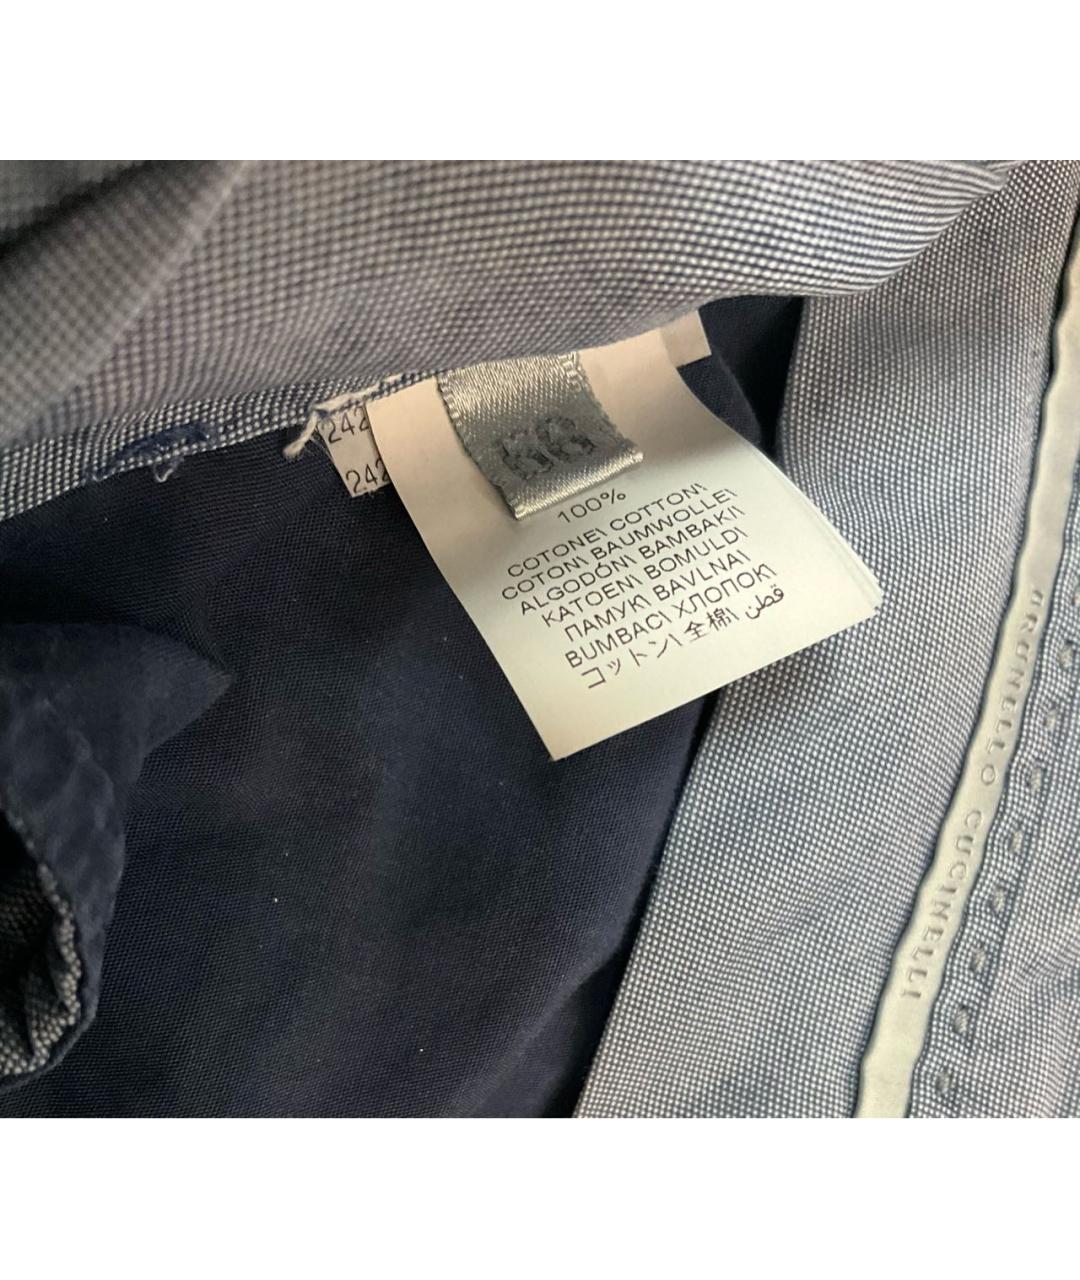 242
242
56
100%
COTONE\ COTTON\
COTON\ BAUMWOLLE\
ALGODÓN\ BAMBAKI\
KATOEN\ BOMULD\
ПАМУК\ BAVLNA\
BUMBAC\ ХЛОПОК\
コットン\ 全棉\ قطن
BRUNELLO CUCINELLI